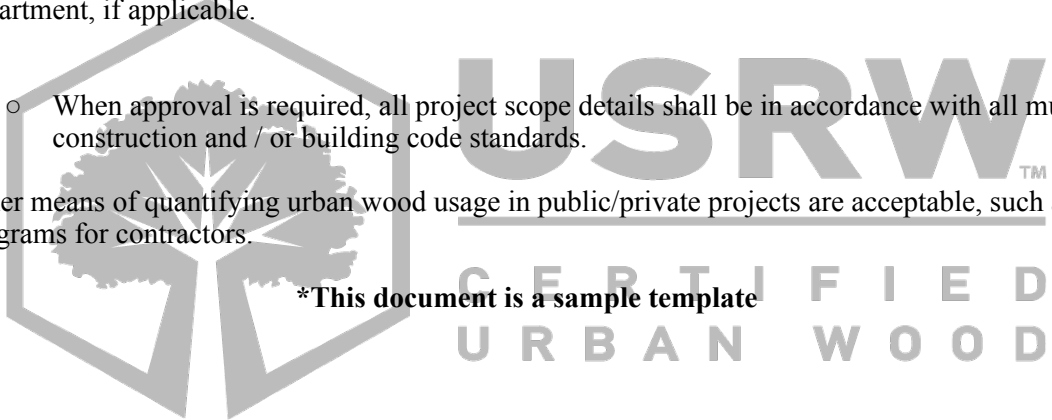 artment, if applicable.
○ When approval is required, all project scope details shall be in accordance with all mu
construction and / or building code standards.
er means of quantifying urban wood usage in public/private projects are acceptable, such
grams for contractors.
*This document is a sample template
USRW™
CERTIFIED
URBAN WOOD